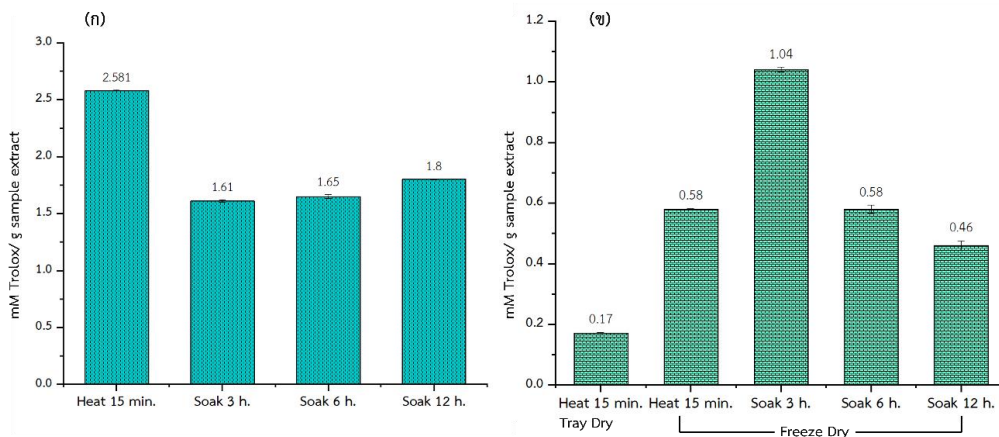 (ก)
3.0
2.5
2.0
1.5
1.0
0.5
0.0
mM Trolox/ g sample extract
2.581
1.61
1.65
1.8
Heat 15 min.
Soak 3 h.
Soak 6 h.
Soak 12 h.
(ข)
1.2
1.0
0.8
0.6
0.4
0.2
0.0
mM Trolox/ g sample extract
0.17
0.58
1.04
0.58
0.46
Heat 15 min.
Tray Dry
Heat 15 min.
Soak 3 h.
Soak 6 h.
Soak 12 h.
Freeze Dry